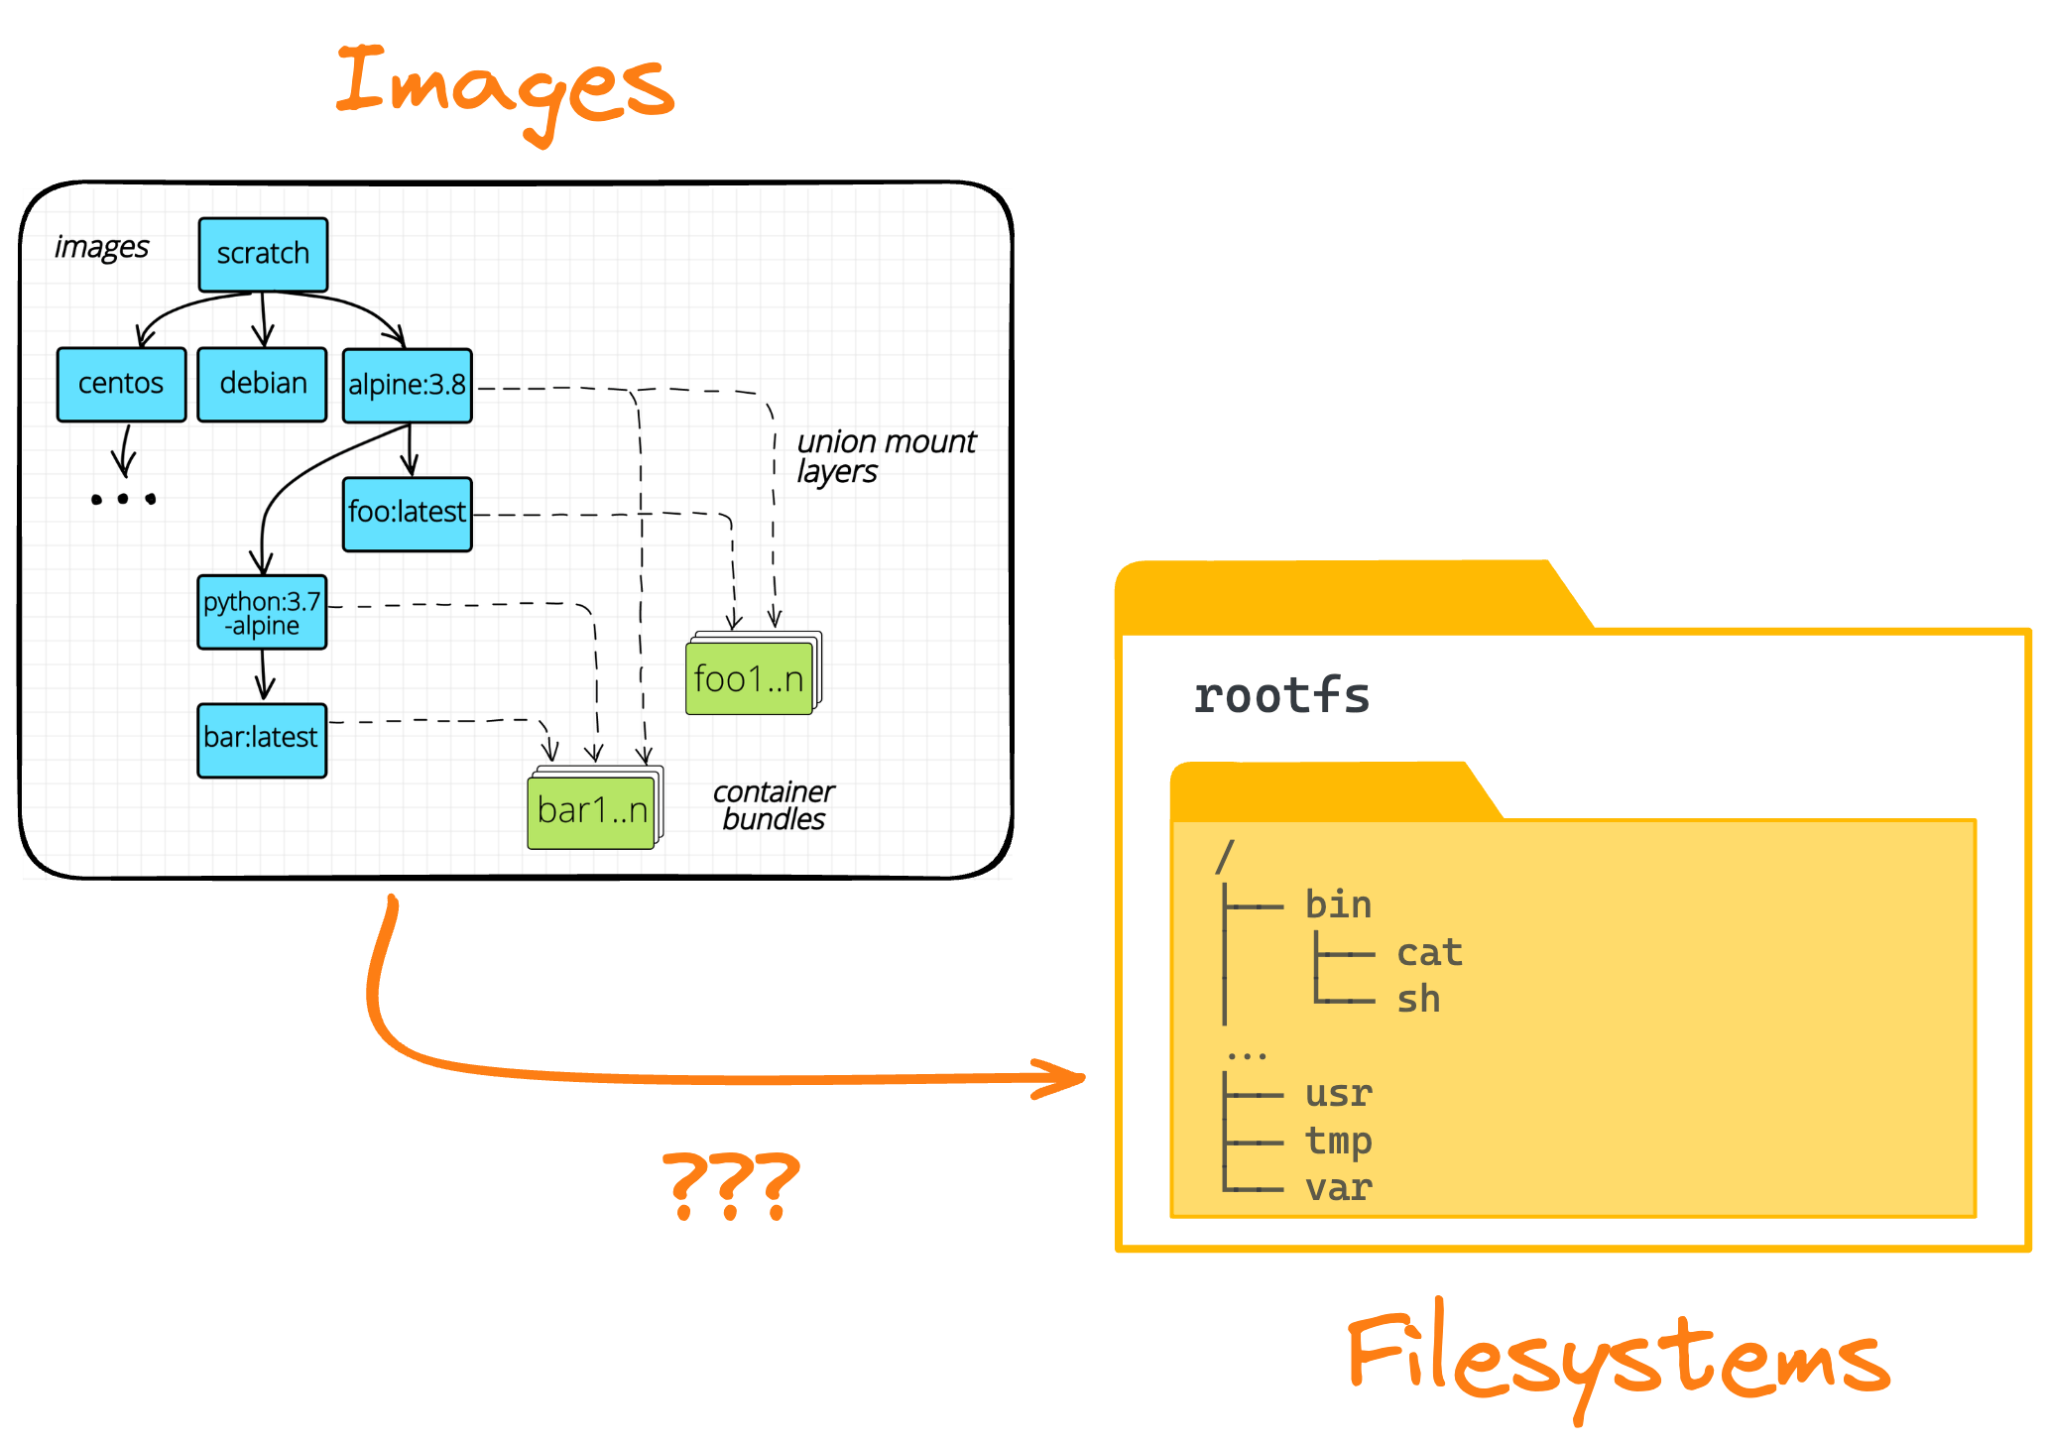 Images
images
scratch
centos
debian
alpine:3.8
union mount
layers
...
foo:latest
python:3.7
-alpine
foo1..n
bar:latest
bar1..n
container
bundles
???
rootfs
/
├── bin
│   ├── cat
│   └── sh
...
├── usr
├── tmp
└── var
Filesystems